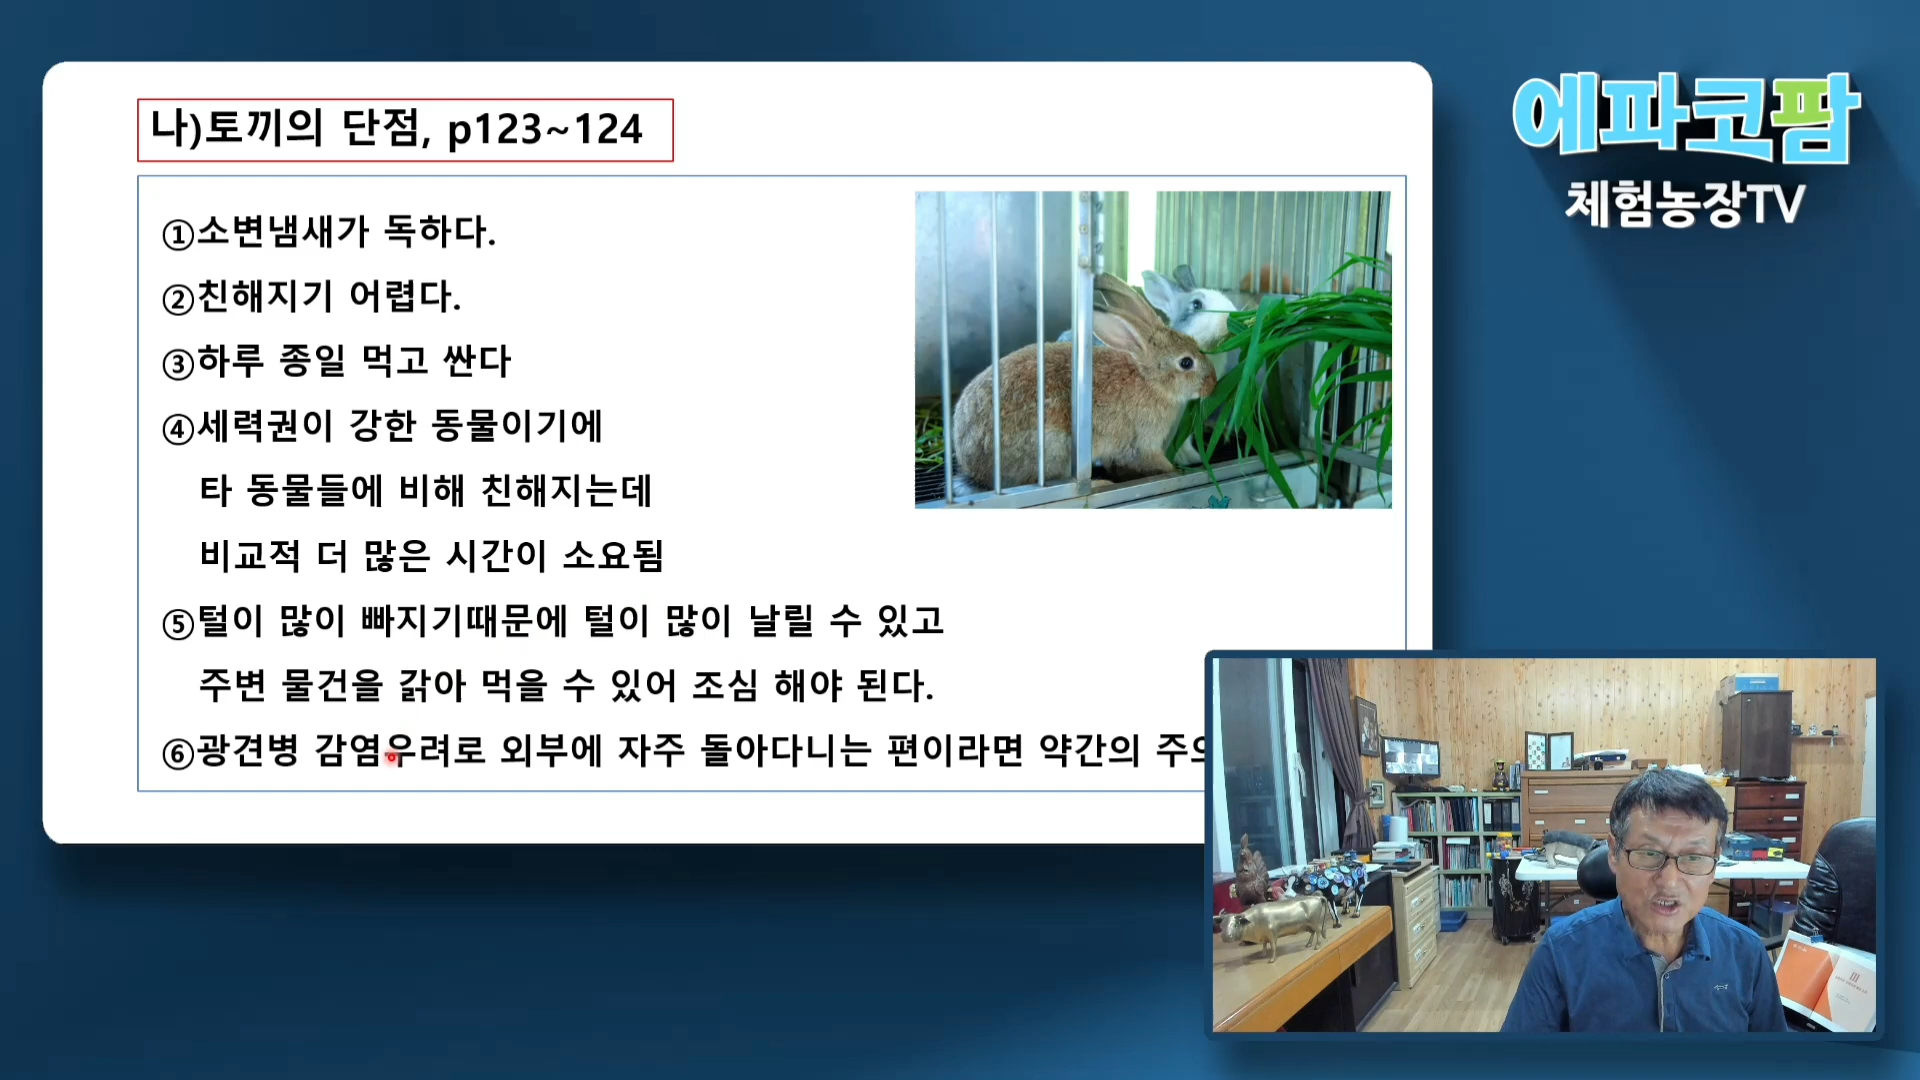 나)토끼의 단점, p123~124
①소변냄새가 독하다.
②친해지기 어렵다.
③하루 종일 먹고 싼다
④세력권이 강한 동물이기에
타 동물들에 비해 친해지는데
비교적 더 많은 시간이 소요됨
⑤털이 많이 빠지기때문에 털이 많이 날릴 수 있고
주변 물건을 갉아 먹을 수 있어 조심 해야 된다.
⑥광견병 감염우려로 외부에 자주 돌아다니는 편이라면 약간의
에파코팜
체험농장TV